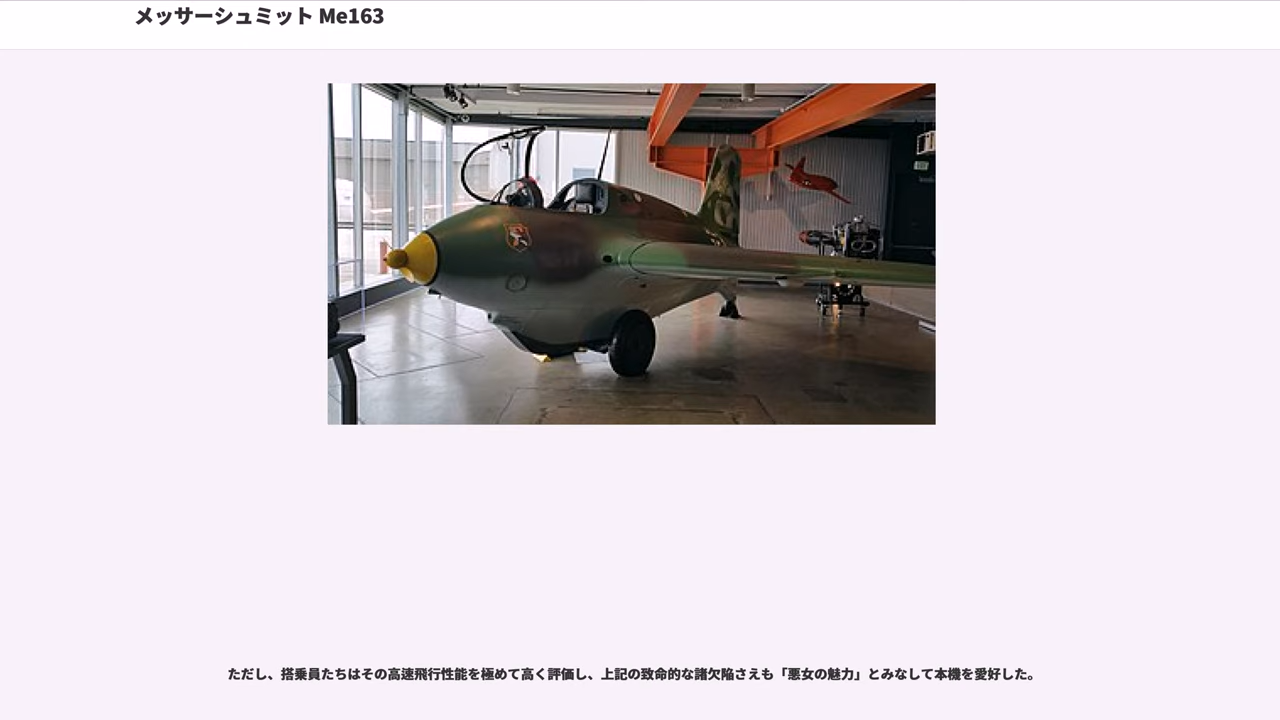 メッサーシュミット Me163
ただし、搭乗員たちはその高速飛行性能を極めて高く評価し、上記の致命的な諸欠陥さえも「悪女の魅力」とみなして本機を愛好した。